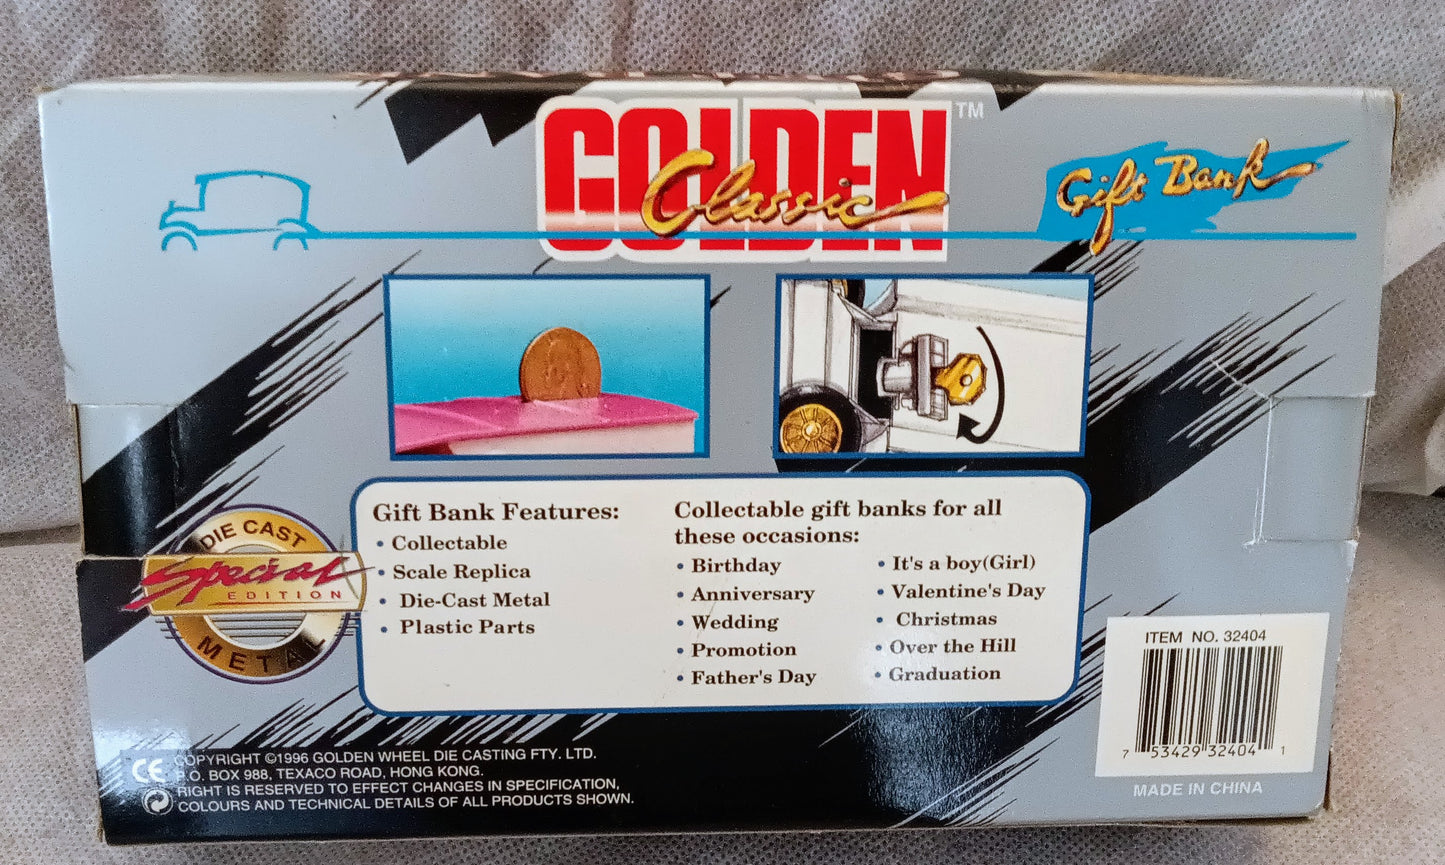 GOLDEN TM
Classic
Gift Bank
DIE CAST
Special
EDITION
METAL
Gift Bank Features:
• Collectable
• Scale Replica
• Die-Cast Metal
• Plastic Parts
Collectable gift banks for all
these occasions:
• Birthday
• Anniversary
• Wedding
• Promotion
• Father's Day
• It's a boy(Girl)
• Valentine's Day
• Christmas
• Over the Hill
• Graduation
ITEM NO. 32404
7 53429 32404 1
MADE IN CHINA
CE
COPYRIGHT ©1996 GOLDEN WHEEL DIE CASTING FTY. LTD.
P.O. BOX 988, TEXACO ROAD, HONG KONG.
RIGHT IS RESERVED TO EFFECT CHANGES IN SPECIFICATION,
COLOURS AND TECHNICAL DETAILS OF ALL PRODUCTS SHOWN.